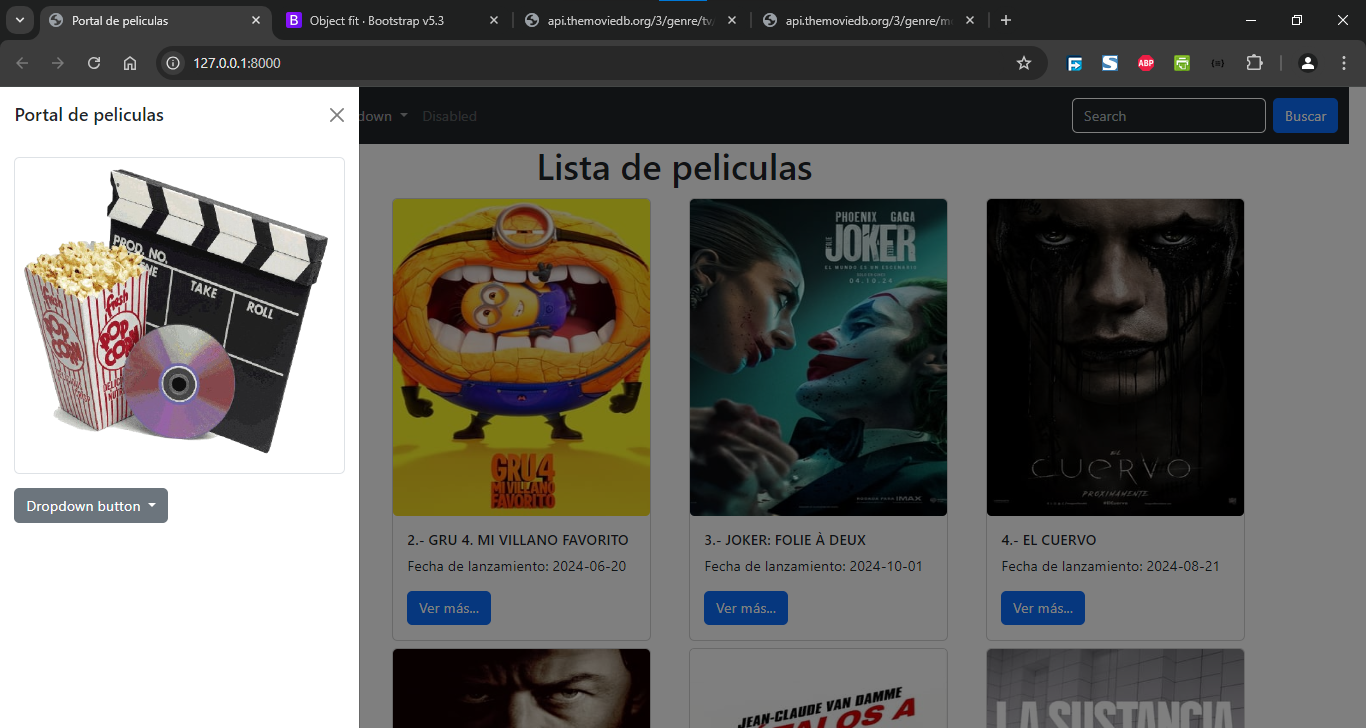 Portal de peliculas
Object fit · Bootstrap v5.3
api.themoviedb.org/3/genre/tv/
api.themoviedb.org/3/genre/mo
127.0.0.1:8000
ABP
Portal de peliculas
down
Disabled
Search
Buscar
PROD. NO.
TAKE
ROLL
fresh
fresh
POP
CORN
POP
CORN
Dropdown button
Lista de peliculas
GRU 4
MI VILLANO
FAVORITO
2.- GRU 4. MI VILLANO FAVORITO
Fecha de lanzamiento: 2024-06-20
Ver más...
PHOENIX GAGA
JOKER
EL MUNDO ES UN ESCENARIO
04.10.24
IMAX
3.- JOKER: FOLIE À DEUX
Fecha de lanzamiento: 2024-10-01
Ver más...
EL
CUERVO
PROXIMAMENTE
4.- EL CUERVO
Fecha de lanzamiento: 2024-08-21
Ver más...
JEAN-CLAUDE VAN DAMME
LA SUSTANCIA